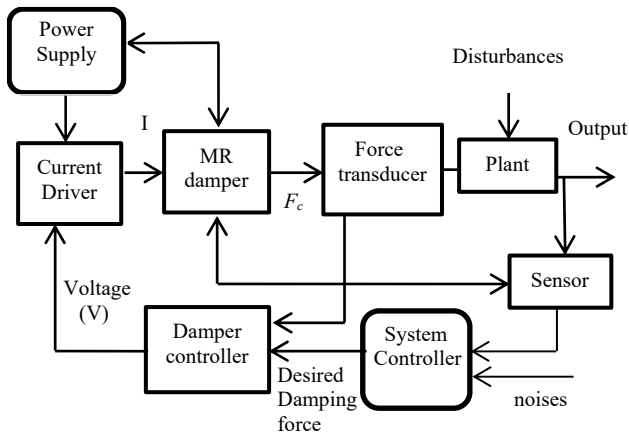 Power
Supply
Disturbances
Output
I
Current
Driver
MR
damper
F_c
Force
transducer
Plant
Sensor
Voltage
(V)
Damper
controller
System
Controller
Desired
Damping
force
noises